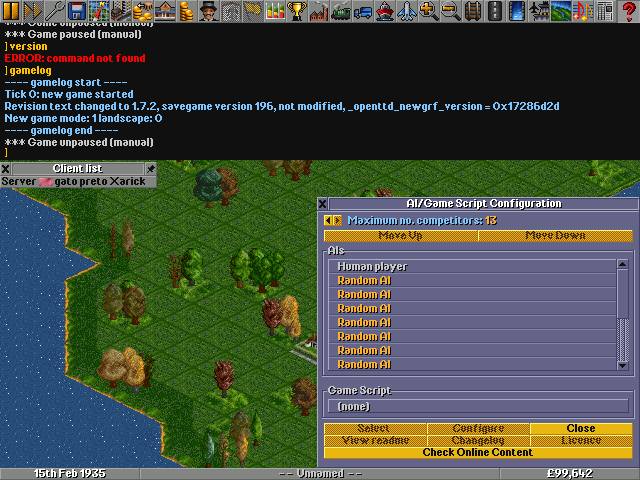 *** Game paused (manual)
] version
ERROR: command not found
] gamelog
---- gamelog start ----
Tick 0: new game started
Revision text changed to 1.7.2, savegame version 196, not modified, _openttd_newgrf_version = 0x17286d2d
New game mode: 1 landscape: 0
---- gamelog end ----
*** Game unpaused (manual)
]
Client list
Server gato preto Xarick
AI/Game Script Configuration
Maximum no. competitors: 13
Move Up
Move Down
AIs
Human player
Random AI
Random AI
Random AI
Random AI
Random AI
Random AI
Random AI
Game Script
(none)
Select
Configure
Close
View readme
Changelog
Licence
Check Online Content
15th Feb 1935
- - Unnamed - -
£99,642